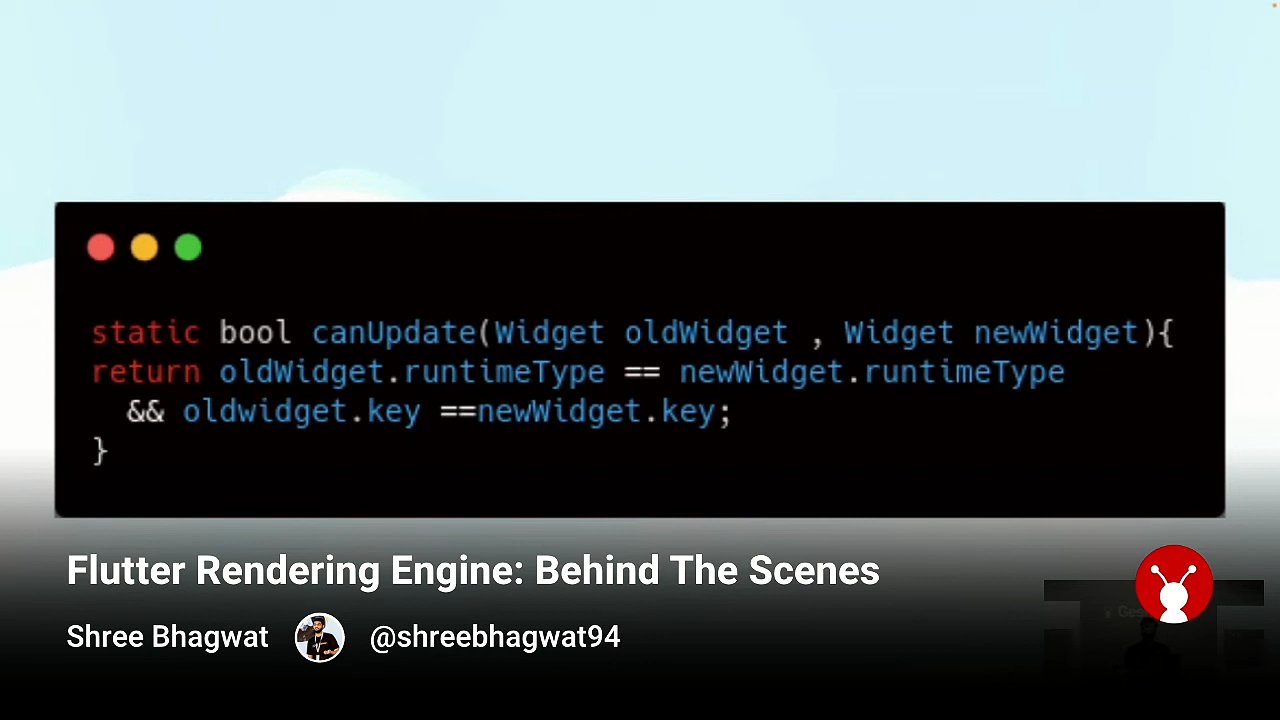 static bool canUpdate(Widget oldWidget , Widget newWidget){
return oldWidget.runtimeType == newWidget.runtimeType
&& oldwidget.key ==newWidget.key;
}
Flutter Rendering Engine: Behind The Scenes
Shree Bhagwat @shreebhagwat94